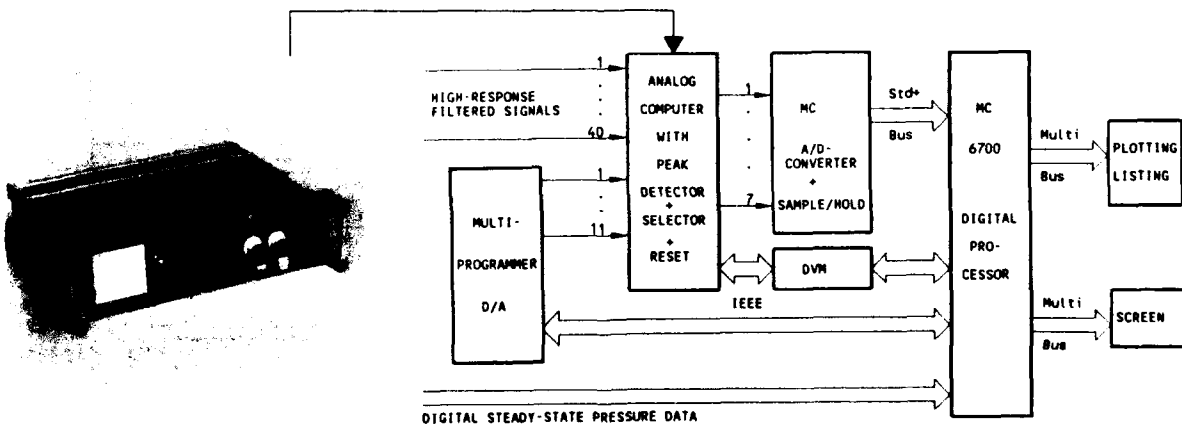 HIGH-RESPONSE
FILTERED SIGNALS
1
40
MULTI-
PROGRAMMER
D/A
1
11
ANALOG
COMPUTER
WITH
PEAK
DETECTOR
+
SELECTOR
+
RESET
1
7
MC
A/D-
CONVERTER
+
SAMPLE/HOLD
DVM
IEEE
Std+
Bus
MC
6700
DIGITAL
PRO-
CESSOR
Multi
Bus
PLOTTING
LISTING
Multi
Bus
SCREEN
DIGITAL STEADY-STATE PRESSURE DATA